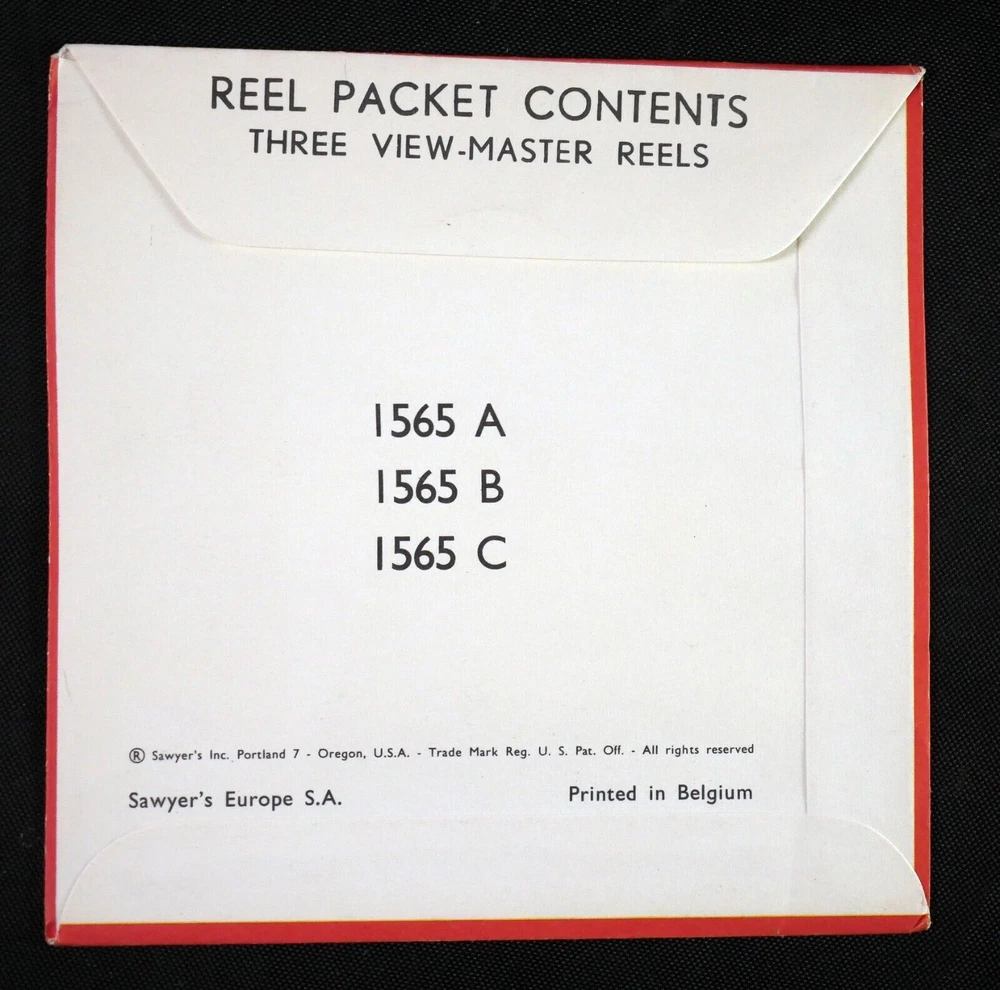 REEL PACKET CONTENTS
THREE VIEW-MASTER REELS
1565 A
1565 B
1565 C
® Sawyer's Inc. Portland 7 - Oregon, U.S.A. - Trade Mark Reg. U. S. Pat. Off. - All rights reserved
Sawyer's Europe S.A. Printed in Belgium